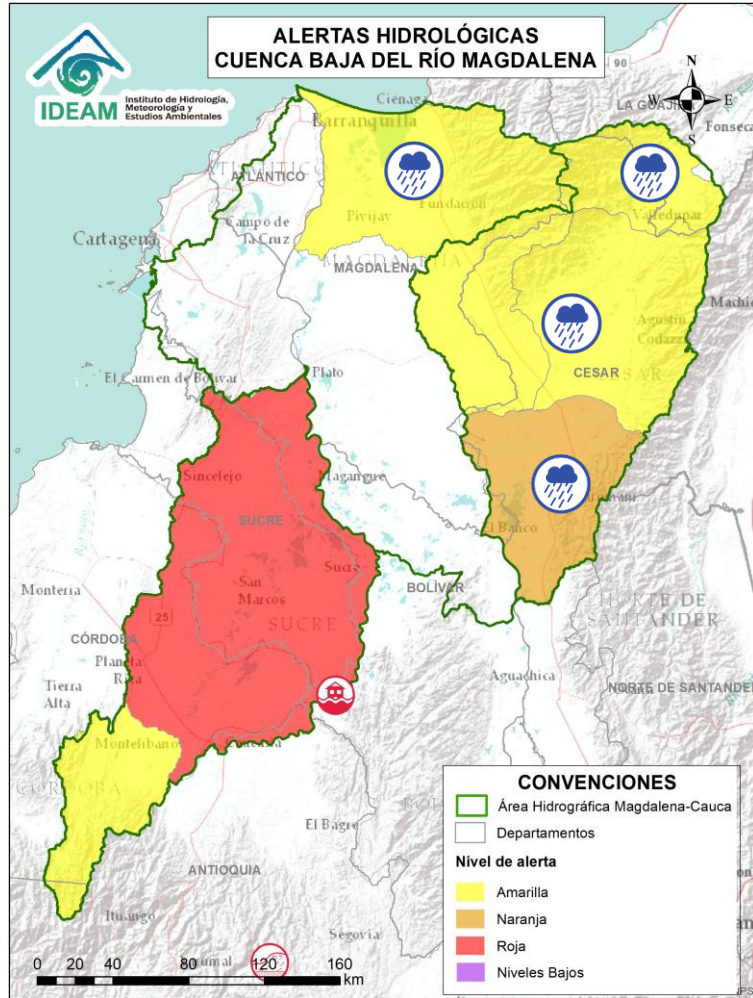 ALERTAS HIDROLÓGICAS
CUENCA BAJA DEL RÍO MAGDALENA
IDEAM
Instituto de Hidrología,
Meteorología y
Estudios Ambientales
90
N
W E
S
LA GUAJI
Fonseca
Ciénaga
Barranquilla
ATLÁNTICO
Valledupar
Pivijay
Fundación
Campo de
la Cruz
Cartagena
MAGDALENA
Agustín
Codazzi
CESAR
El Carmen de Bolívar
Plato
Sincelejo
Magangué
SUCRE
El Banco
Sucre
San
Marcos
BOLÍVAR
SUCRE
Montería
25
NORTE DE
SANTANDER
CÓRDOBA
Planeta
Rica
Tierra
Alta
Aguachica
NORTE DE SANTANDER
Montelíbano
Caucasia
CÓRDOBA
El Bagre
ANTIOQUIA
Ituango
Segovia
0 20 40 80 120 160
km
CONVENCIONES
Área Hidrográfica Magdalena-Cauca
Departamentos
Nivel de alerta
Amarilla
Naranja
Roja
Niveles Bajos